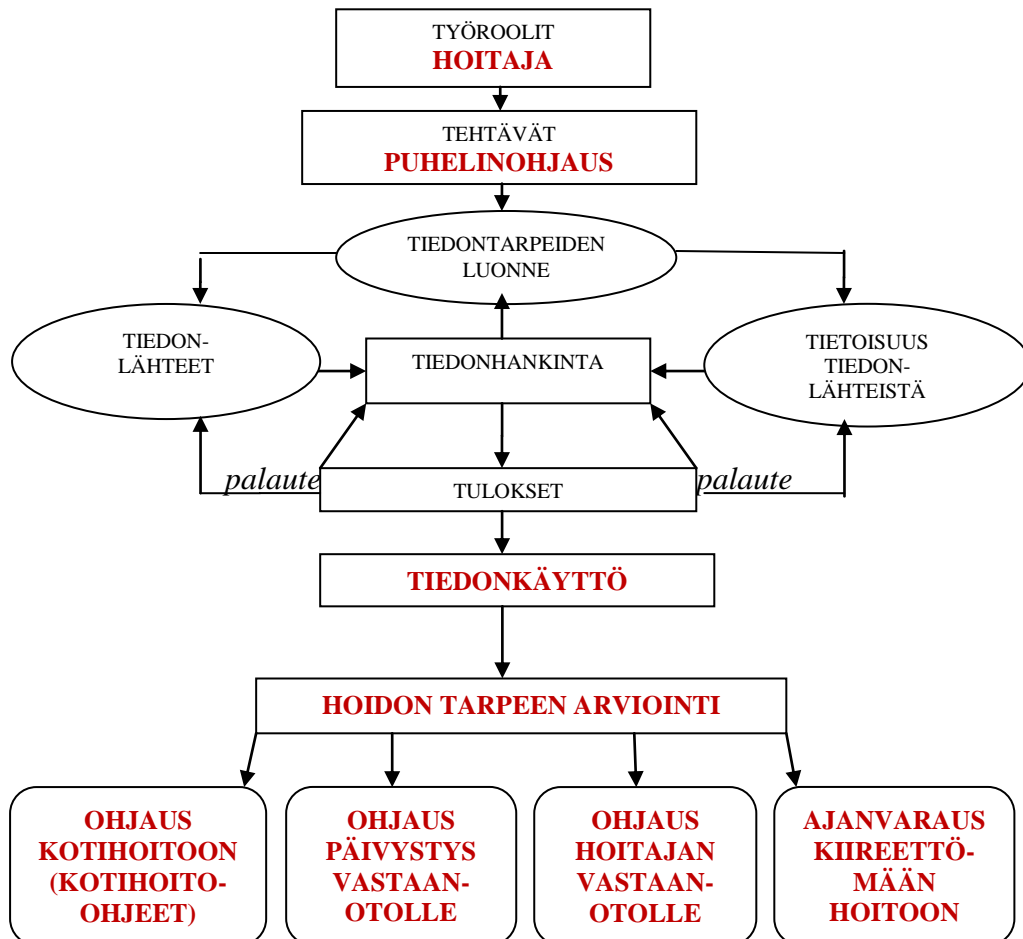 TYÖROOLIT
HOITAJA
TEHTÄVÄT
PUHELINOHJAUS
TIEDONTARPEIDEN
LUONNE
TIEDON-
LÄHTEET
TIEDONHANKINTA
TIETOISUUS
TIEDON-
LÄHTEISTÄ
palaute
TULOKSET
palaute
TIEDONKÄYTTÖ
HOIDON TARPEEN ARVIOINTI
OHJAUS
KOTIHOITOON
(KOTIHOITO-
OHJEET)
OHJAUS
PÄIVYSTYS
VASTAAN-
OTOLLE
OHJAUS
HOITAJAN
VASTAAN-
OTOLLE
AJANVARAUS
KIIREETTÖ-
MÄÄN
HOITOON